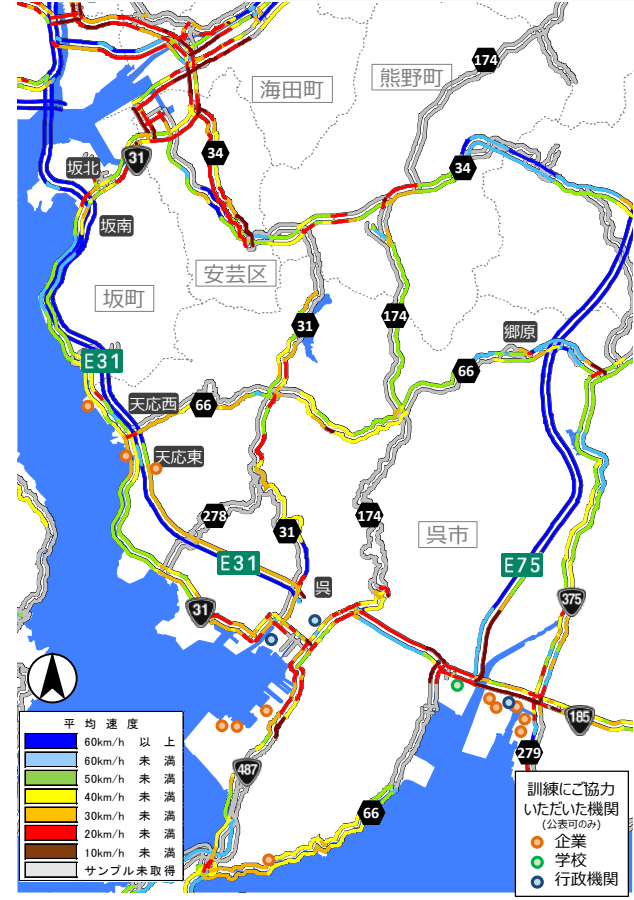 174
熊野町
海田町
34
31
34
坂北
坂南
安芸区
坂町
31
174
郷原
E31
66
天応西
66
天応東
278
31
174
呉市
E31
E75
呉
31
375
185
279
487
66
平均速度
60km/h 以上
60km/h 未満
50km/h 未満
40km/h 未満
30km/h 未満
20km/h 未満
10km/h 未満
サンプル未取得
訓練にご協力
いただいた機関
(公表可のみ)
企業
学校
行政機関